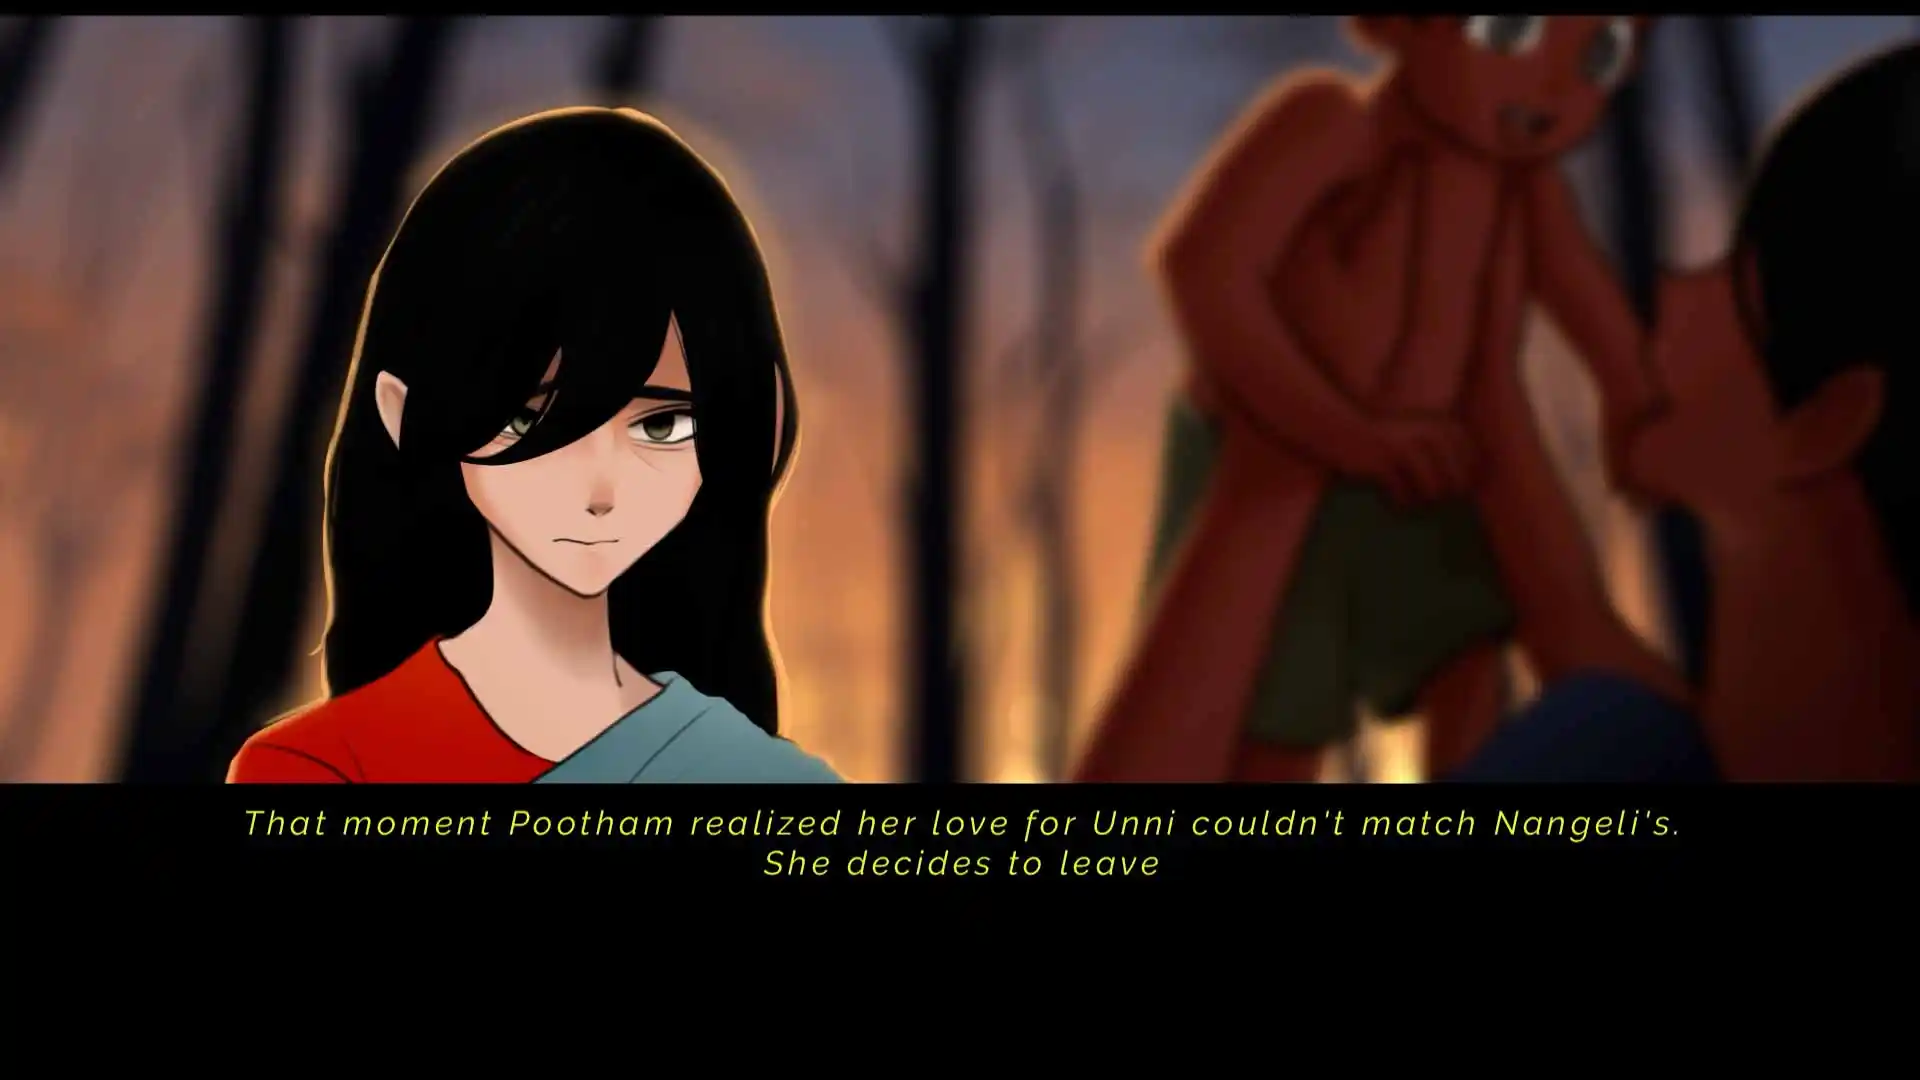 That moment Pootham realized her love for Unni couldn't match Nangeli's.
She decides to leave